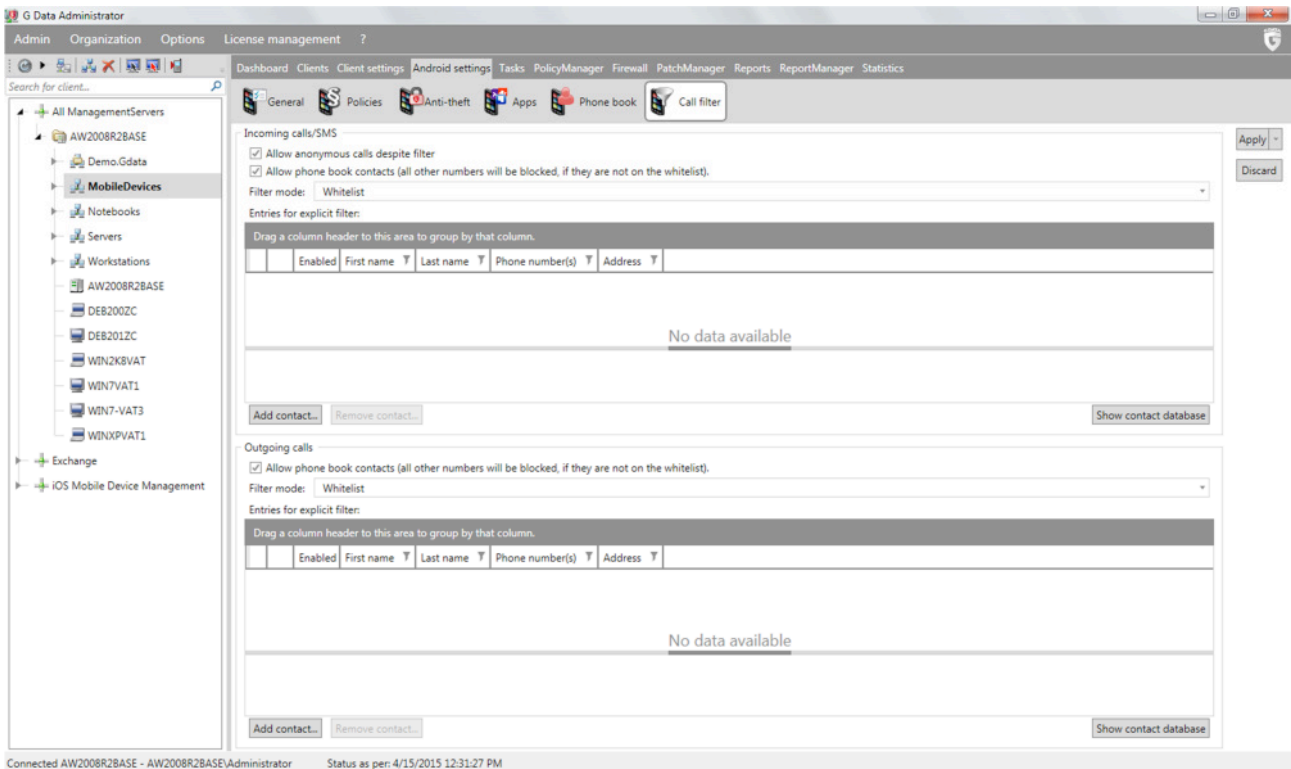 G Data Administrator
Admin Organization Options License management ?
Dashboard Clients Client settings Android settings Tasks PolicyManager Firewall PatchManager Reports ReportManager Statistics
Search for client...
General Policies Anti-theft Apps Phone book Call filter
All ManagementServers
AW2008R2BASE
Demo.Gdata
MobileDevices
Notebooks
Servers
Workstations
AW2008R2BASE
DEB200ZC
DEB201ZC
WIN2K8VAT
WIN7VAT1
WIN7-VAT3
WINXPVAT1
Exchange
iOS Mobile Device Management
Incoming calls/SMS
Allow anonymous calls despite filter
Allow phone book contacts (all other numbers will be blocked, if they are not on the whitelist).
Filter mode: Whitelist
Entries for explicit filter:
Drag a column header to this area to group by that column.
Enabled First name Last name Phone number(s) Address
No data available
Add contact... Remove contact... Show contact database
Outgoing calls
Allow phone book contacts (all other numbers will be blocked, if they are not on the whitelist).
Filter mode: Whitelist
Entries for explicit filter:
Drag a column header to this area to group by that column.
Enabled First name Last name Phone number(s) Address
No data available
Add contact... Remove contact... Show contact database
Apply
Discard
Connected AW2008R2BASE - AW2008R2BASE\Administrator Status as per: 4/15/2015 12:31:27 PM